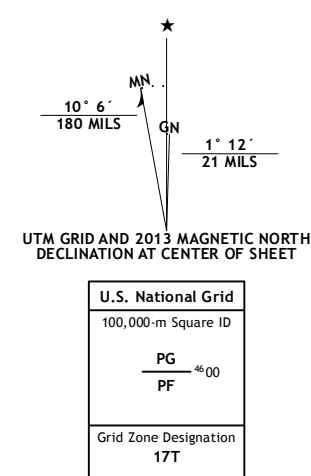 ★
MN
GN
10° 6´
180 MILS
1° 12´
21 MILS
UTM GRID AND 2013 MAGNETIC NORTH
DECLINATION AT CENTER OF SHEET
U.S. National Grid
100,000-m Square ID
PG
4600
PF
Grid Zone Designation
17T